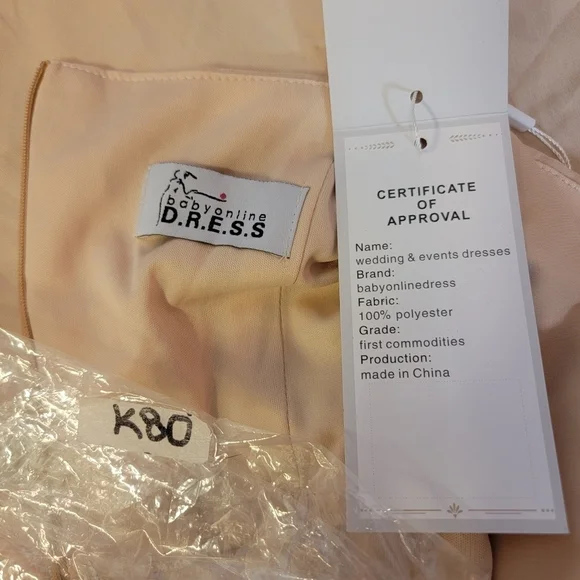 babyonline
D.R.E.S.S
CERTIFICATE
OF
APPROVAL
Name:
wedding & events dresses
Brand:
babyonlinedress
Fabric:
100% polyester
Grade:
first commodities
Production:
made in China
K80